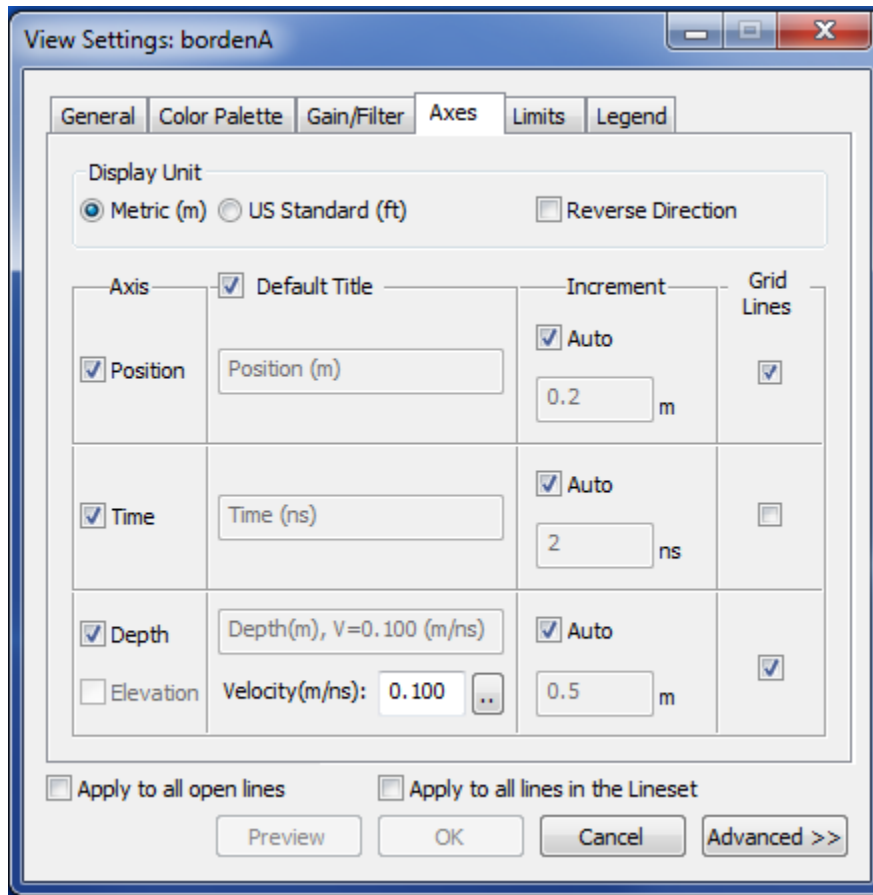 View Settings: bordenA
General Color Palette Gain/Filter Axes Limits Legend
Display Unit
Metric (m) US Standard (ft) Reverse Direction
Axis Default Title Increment Grid Lines
Position Position (m) Auto
0.2 m
Time Time (ns) Auto
2 ns
Depth Depth(m), V=0.100 (m/ns) Auto
Elevation Velocity(m/ns): 0.100 .. 0.5 m
Apply to all open lines Apply to all lines in the Lineset
Preview OK Cancel Advanced >>